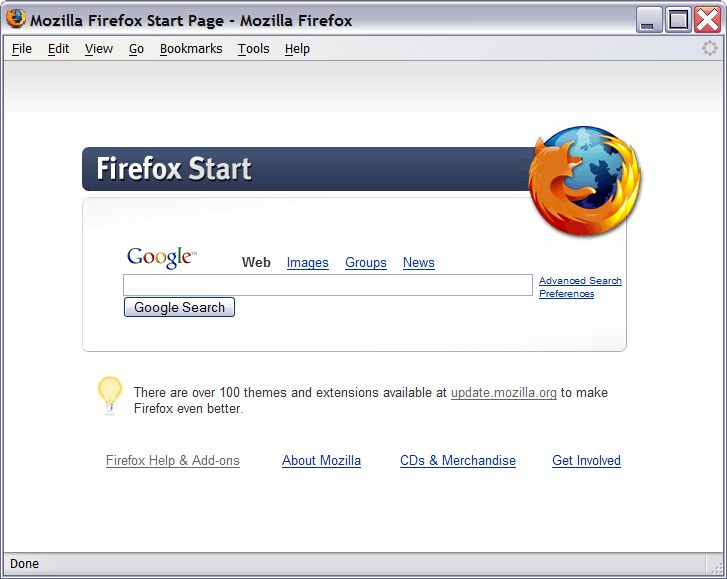 Mozilla Firefox Start Page - Mozilla Firefox
File Edit View Go Bookmarks Tools Help
Firefox Start
Google™ Web Images Groups News
Advanced Search
Preferences
Google Search
There are over 100 themes and extensions available at update.mozilla.org to make
Firefox even better.
Firefox Help & Add-ons About Mozilla CDs & Merchandise Get Involved
Done